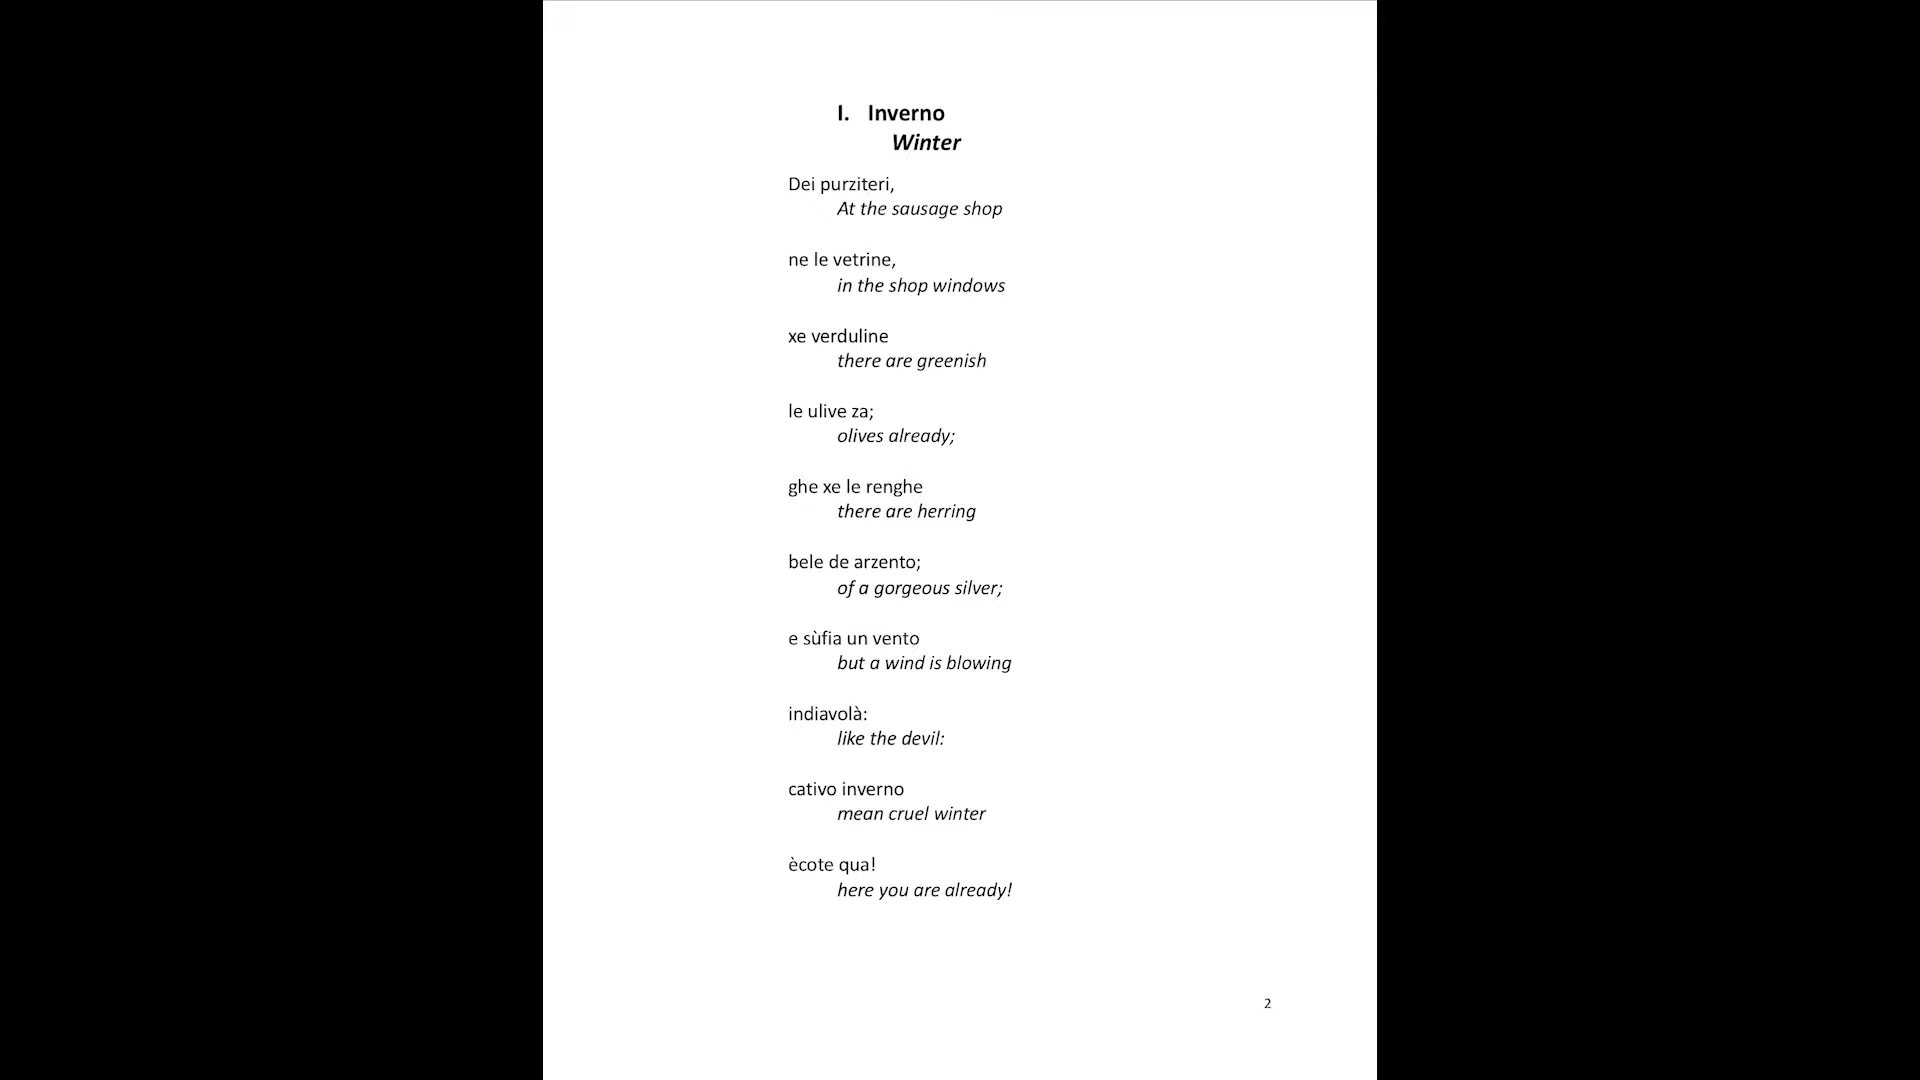 I. Inverno
Winter
Dei purziteri,
At the sausage shop
ne le vetrine,
in the shop windows
xe verduline
there are greenish
le ulive za;
olives already;
ghe xe le renghe
there are herring
bele de arzento;
of a gorgeous silver;
e sùfia un vento
but a wind is blowing
indiavolà:
like the devil:
cativo inverno
mean cruel winter
ècote qua!
here you are already!
2